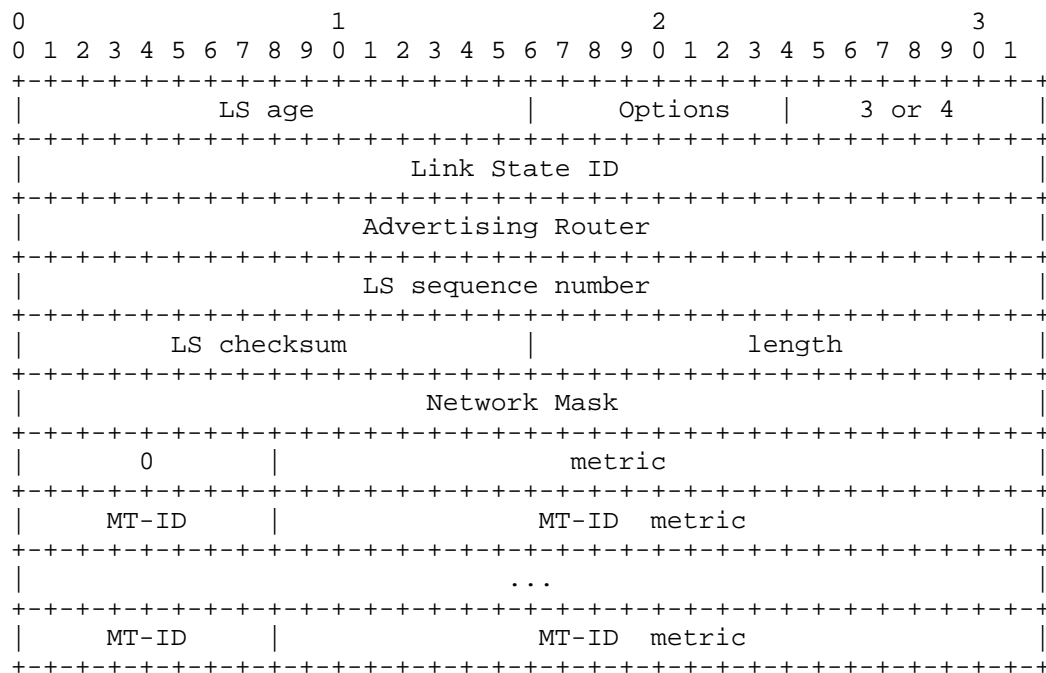 0                   1                   2                   3
0 1 2 3 4 5 6 7 8 9 0 1 2 3 4 5 6 7 8 9 0 1 2 3 4 5 6 7 8 9 0 1
+-+-+-+-+-+-+-+-+-+-+-+-+-+-+-+-+-+-+-+-+-+-+-+-+-+-+-+-+-+-+-+-+
|            LS age             |     Options   |    3 or 4     |
+-+-+-+-+-+-+-+-+-+-+-+-+-+-+-+-+-+-+-+-+-+-+-+-+-+-+-+-+-+-+-+-+
|                        Link State ID                          |
+-+-+-+-+-+-+-+-+-+-+-+-+-+-+-+-+-+-+-+-+-+-+-+-+-+-+-+-+-+-+-+-+
|                     Advertising Router                        |
+-+-+-+-+-+-+-+-+-+-+-+-+-+-+-+-+-+-+-+-+-+-+-+-+-+-+-+-+-+-+-+-+
|                     LS sequence number                        |
+-+-+-+-+-+-+-+-+-+-+-+-+-+-+-+-+-+-+-+-+-+-+-+-+-+-+-+-+-+-+-+-+
|         LS checksum           |             length            |
+-+-+-+-+-+-+-+-+-+-+-+-+-+-+-+-+-+-+-+-+-+-+-+-+-+-+-+-+-+-+-+-+
|                         Network Mask                          |
+-+-+-+-+-+-+-+-+-+-+-+-+-+-+-+-+-+-+-+-+-+-+-+-+-+-+-+-+-+-+-+-+
|       0       |                  metric                       |
+-+-+-+-+-+-+-+-+-+-+-+-+-+-+-+-+-+-+-+-+-+-+-+-+-+-+-+-+-+-+-+-+
|     MT-ID     |                MT-ID  metric                  |
+-+-+-+-+-+-+-+-+-+-+-+-+-+-+-+-+-+-+-+-+-+-+-+-+-+-+-+-+-+-+-+-+
|                              ...                              |
+-+-+-+-+-+-+-+-+-+-+-+-+-+-+-+-+-+-+-+-+-+-+-+-+-+-+-+-+-+-+-+-+
|     MT-ID     |                MT-ID  metric                  |
+-+-+-+-+-+-+-+-+-+-+-+-+-+-+-+-+-+-+-+-+-+-+-+-+-+-+-+-+-+-+-+-+